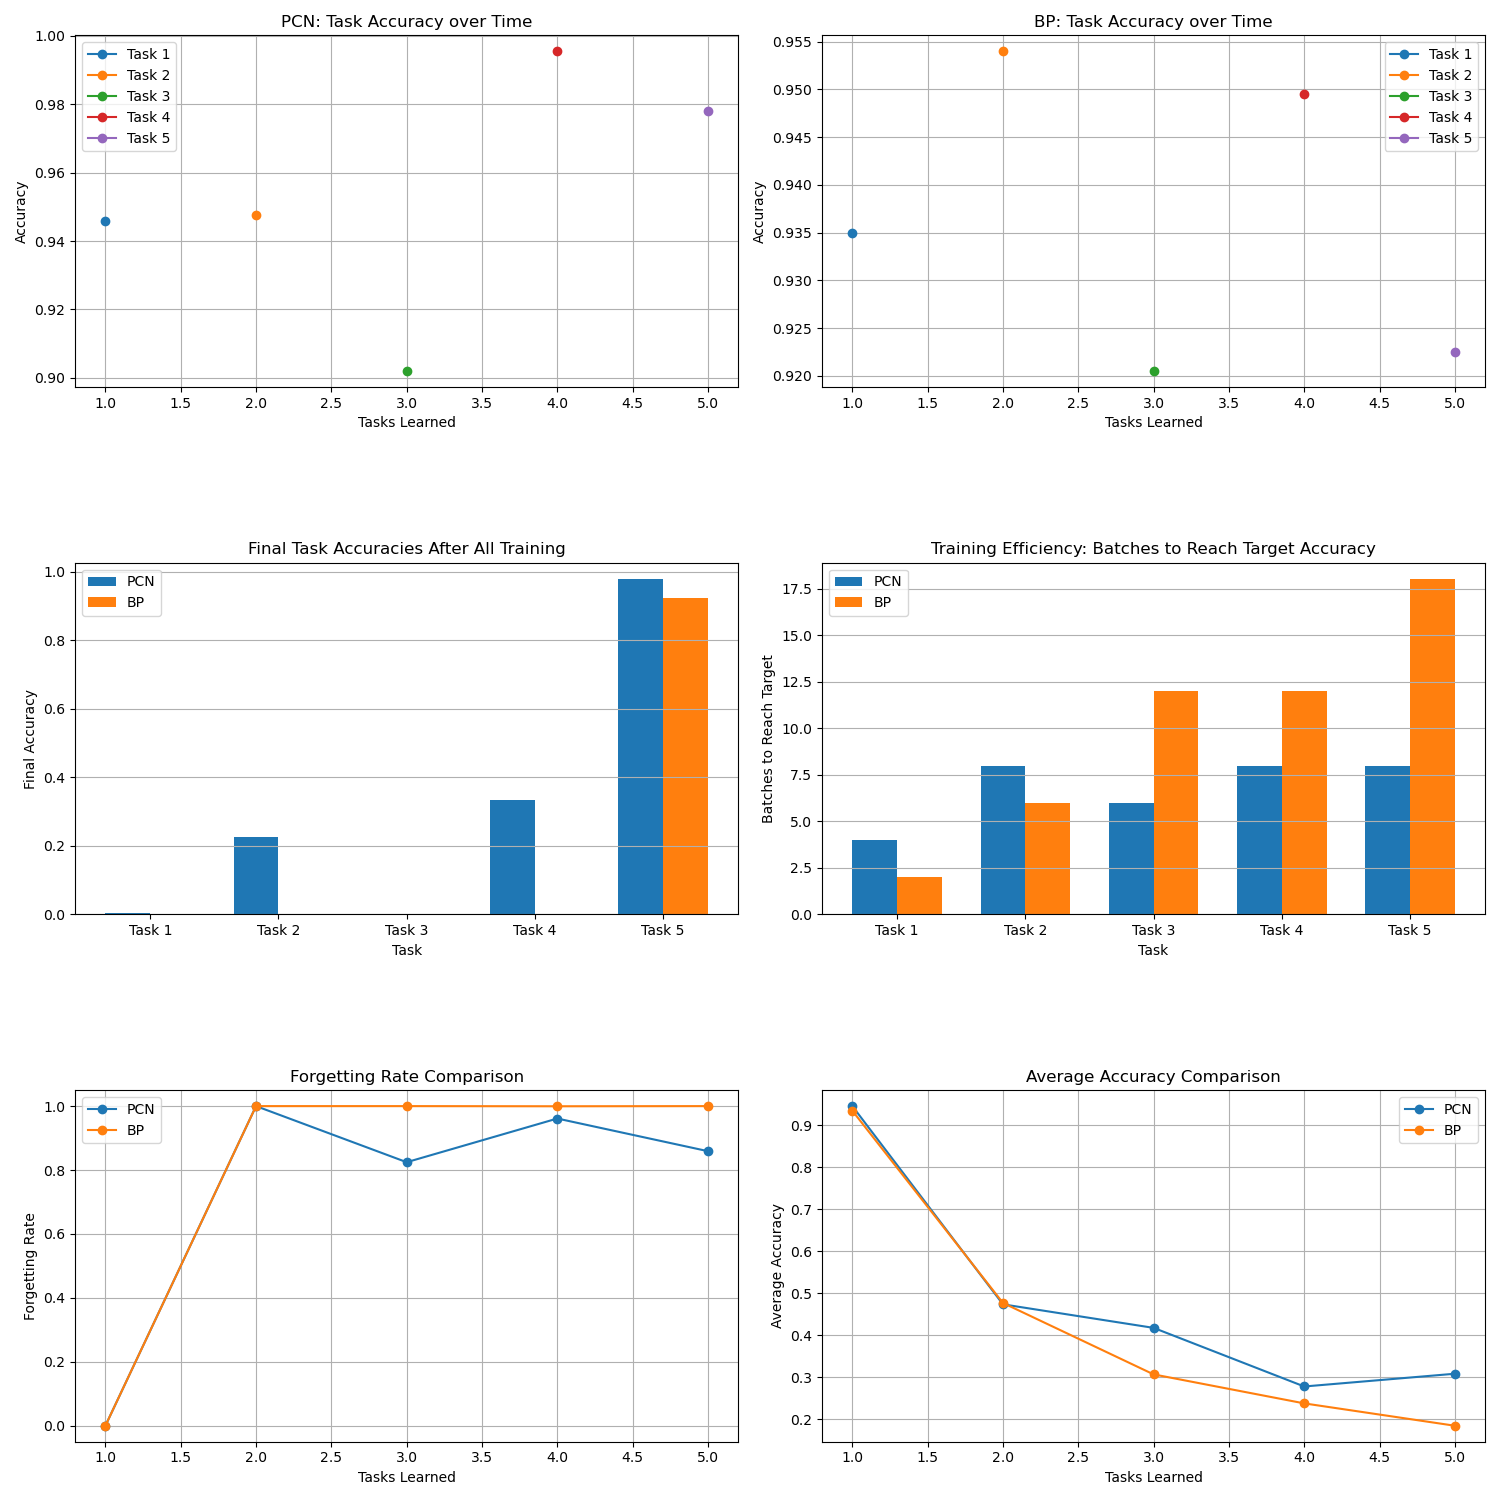 PCN: Task Accuracy over Time
Accuracy
1.00
0.98
0.96
0.94
0.92
0.90
Task 1
Task 2
Task 3
Task 4
Task 5
1.0 1.5 2.0 2.5 3.0 3.5 4.0 4.5 5.0
Tasks Learned
BP: Task Accuracy over Time
Accuracy
0.955
0.950
0.945
0.940
0.935
0.930
0.925
0.920
Task 1
Task 2
Task 3
Task 4
Task 5
1.0 1.5 2.0 2.5 3.0 3.5 4.0 4.5 5.0
Tasks Learned
Final Task Accuracies After All Training
Final Accuracy
1.0
0.8
0.6
0.4
0.2
0.0
PCN
BP
Task 1 Task 2 Task 3 Task 4 Task 5
Task
Training Efficiency: Batches to Reach Target Accuracy
Batches to Reach Target
17.5
15.0
12.5
10.0
7.5
5.0
2.5
0.0
PCN
BP
Task 1 Task 2 Task 3 Task 4 Task 5
Task
Forgetting Rate Comparison
Forgetting Rate
1.0
0.8
0.6
0.4
0.2
0.0
PCN
BP
1.0 1.5 2.0 2.5 3.0 3.5 4.0 4.5 5.0
Tasks Learned
Average Accuracy Comparison
Average Accuracy
0.9
0.8
0.7
0.6
0.5
0.4
0.3
0.2
PCN
BP
1.0 1.5 2.0 2.5 3.0 3.5 4.0 4.5 5.0
Tasks Learned